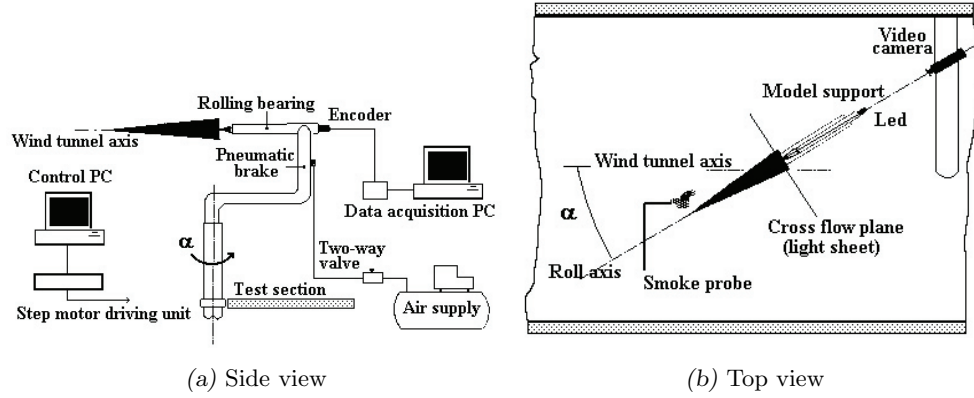 Rolling bearing
Encoder
Wind tunnel axis
Control PC
Pneumatic
brake
Data acquisition PC
α
Two-way
valve
Test section
Step motor driving unit
Air supply
(a) Side view
Video
camera
Model support
Led
Wind tunnel axis
α
Cross flow plane
(light sheet)
Roll axis
Smoke probe
(b) Top view